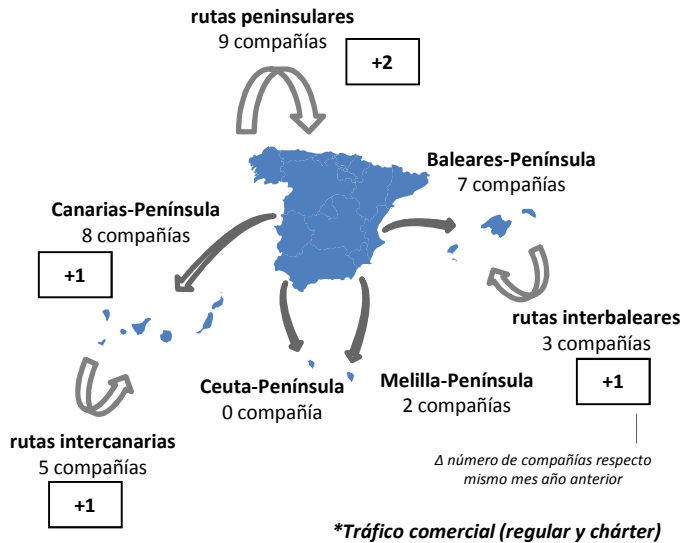 rutas peninsulares
9 compañías
+2
Baleares-Península
7 compañías
Canarias-Península
8 compañías
+1
rutas interbaleares
3 compañías
+1
Ceuta-Península
0 compañía
Melilla-Península
2 compañías
rutas intercanarias
5 compañías
+1
Δ número de compañías respecto
mismo mes año anterior
*Tráfico comercial (regular y chárter)